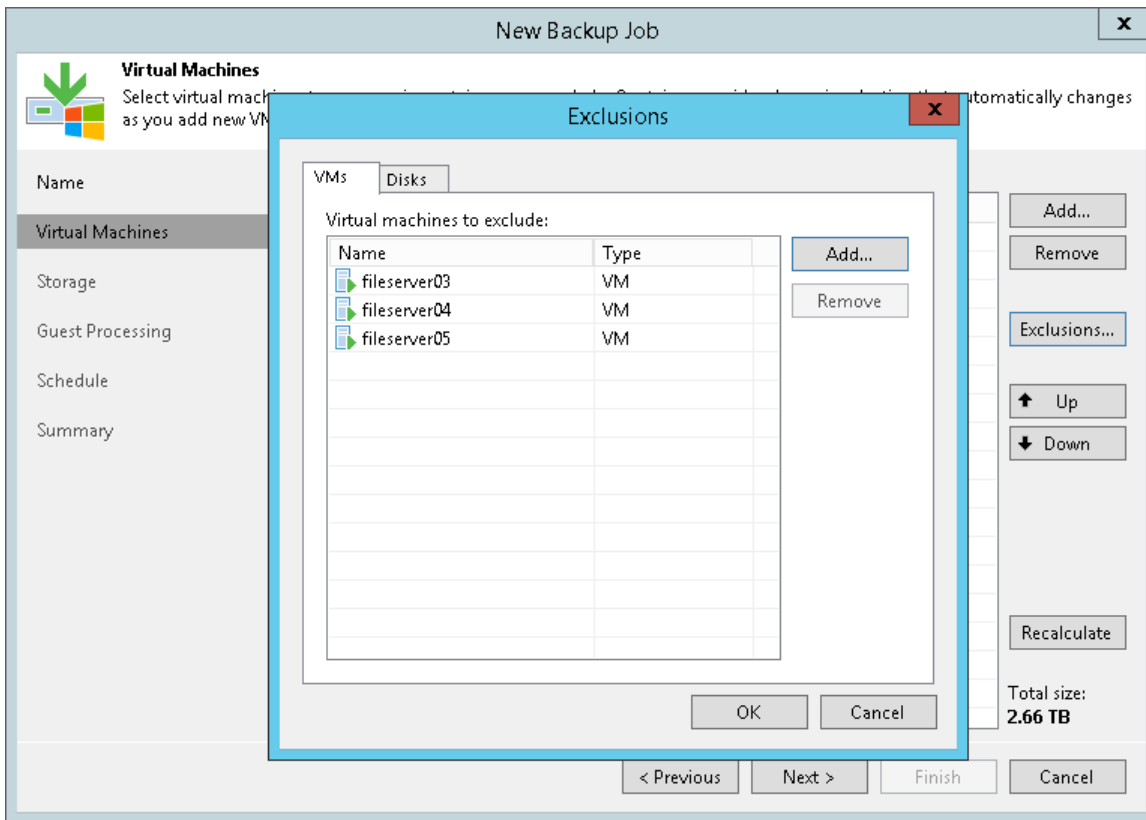 New Backup Job
x
Virtual Machines
Select virtual mach
utomatically changes
as you add new VM
Exclusions
x
Name
Virtual Machines
Storage
Guest Processing
Schedule
Summary
VMs
Disks
Virtual machines to exclude:
Name Type
fileserver03 VM
fileserver04 VM
fileserver05 VM
Add...
Remove
OK
Cancel
Add...
Remove
Exclusions...
Up
Down
Recalculate
Total size:
2.66 TB
< Previous
Next >
Finish
Cancel